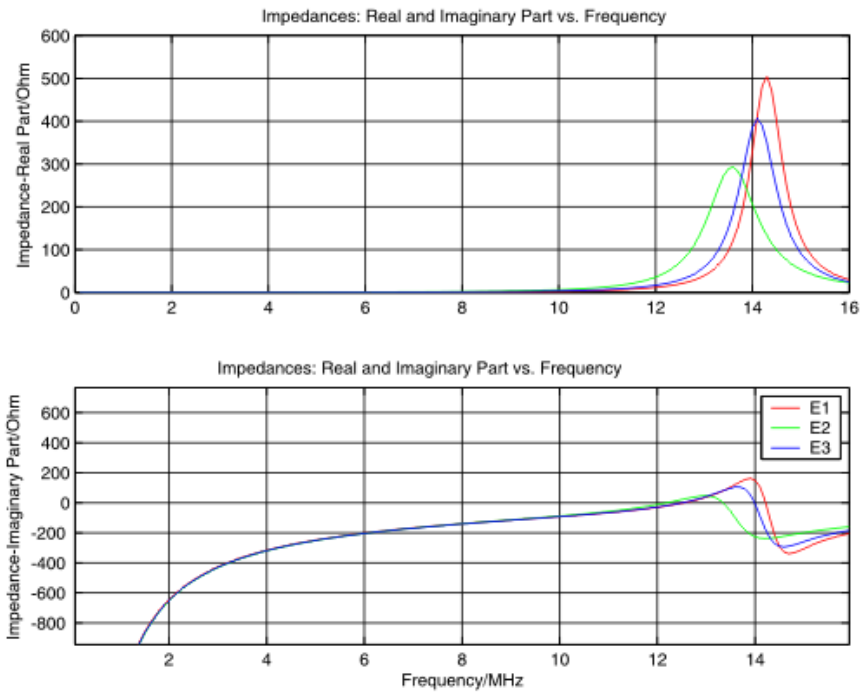 Impedances: Real and Imaginary Part vs. Frequency
Impedance-Real Part/Ohm
600
500
400
300
200
100
0
0 2 4 6 8 10 12 14 16
Impedances: Real and Imaginary Part vs. Frequency
Impedance-Imaginary Part/Ohm
600
400
200
0
-200
-400
-600
-800
E1
E2
E3
2 4 6 8 10 12 14
Frequency/MHz